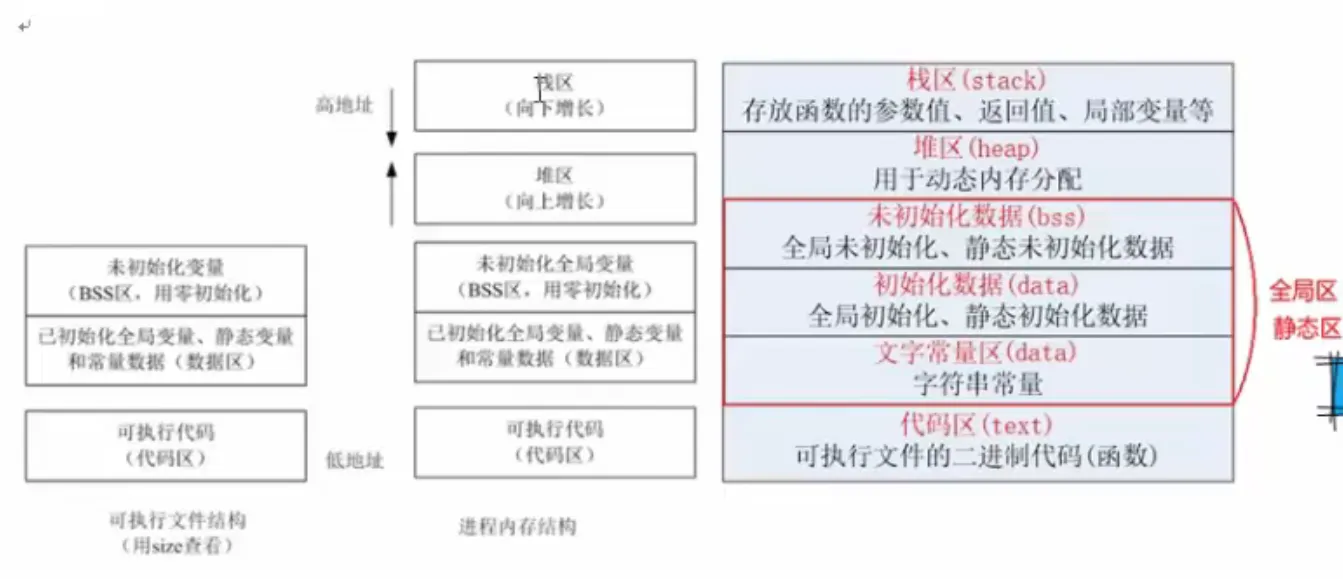 高地址
低地址
未初始化变量
（BSS区，用零初始化）
已初始化全局变量、静态变量
和常量数据（数据区）
可执行代码
（代码区）
可执行文件结构
（用size查看）
栈区
（向下增长）
堆区
（向上增长）
未初始化全局变量
（BSS区，用零初始化）
已初始化全局变量、静态变量
和常量数据（数据区）
可执行代码
（代码区）
进程内存结构
栈区(stack)
存放函数的参数值、返回值、局部变量等
堆区(heap)
用于动态内存分配
未初始化数据(bss)
全局未初始化、静态未初始化数据
初始化数据(data)
全局初始化、静态初始化数据
文字常量区(data)
字符串常量
代码区(text)
可执行文件的二进制代码(函数)
全局区
静态区